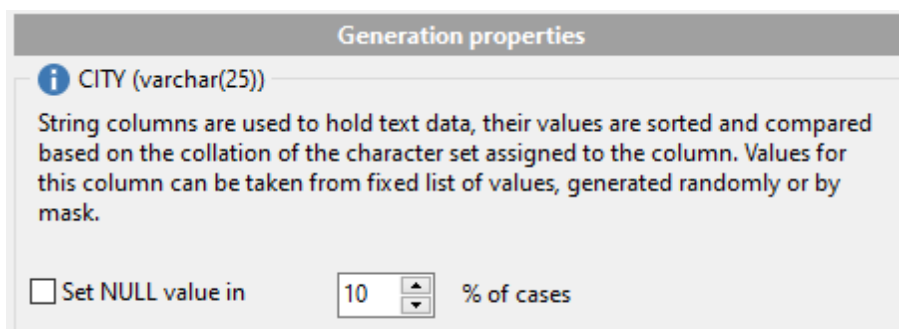 Generation properties
CITY (varchar(25))
String columns are used to hold text data, their values are sorted and compared
based on the collation of the character set assigned to the column. Values for
this column can be taken from fixed list of values, generated randomly or by
mask.
Set NULL value in 10 % of cases